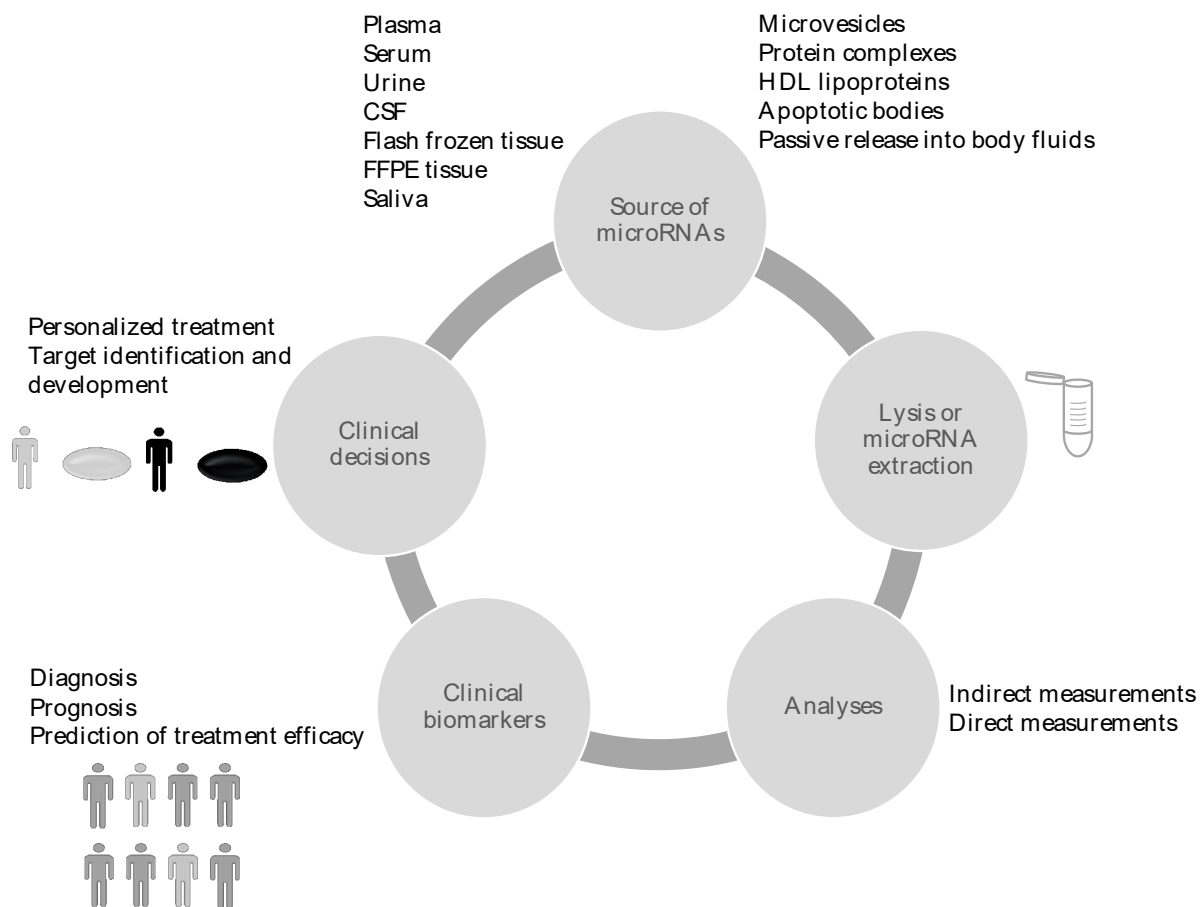 Plasma
Serum
Urine
CSF
Flash frozen tissue
FFPE tissue
Saliva
Microvesicles
Protein complexes
HDL lipoproteins
Apoptotic bodies
Passive release into body fluids
Source of
microRNAs
Lysis or
microRNA
extraction
Analyses
Indirect measurements
Direct measurements
Clinical
biomarkers
Diagnosis
Prognosis
Prediction of treatment efficacy
Clinical
decisions
Personalized treatment
Target identification and
development